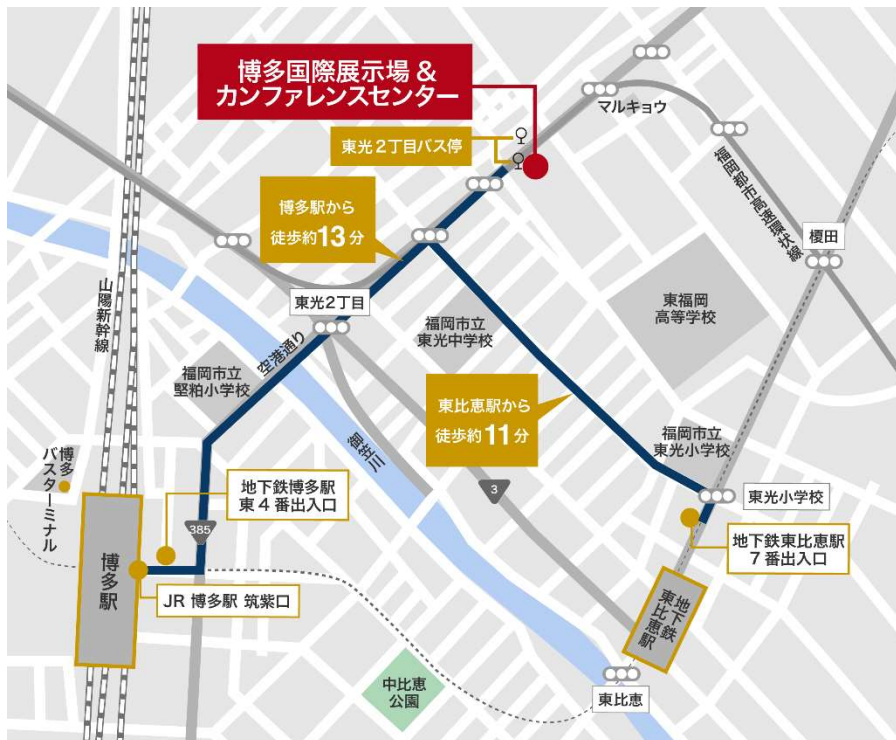 博多国際展示場 &
カンファレンスセンター
マルキョウ
東光2丁目バス停
福岡都市高速環状線
博多駅から
徒歩約13分
榎田
山陽新幹線
東光2丁目
東福岡
高等学校
福岡市立
東光中学校
空港通り
福岡市立
堅粕小学校
東比恵駅から
徒歩約11分
御笠川
福岡市立
東光小学校
博多
バスターミナル
地下鉄博多駅
東4番出入口
3
東光小学校
385
地下鉄東比恵駅
7番出入口
博多駅
JR 博多駅 筑紫口
地下鉄
東比恵駅
中比恵
公園
東比恵